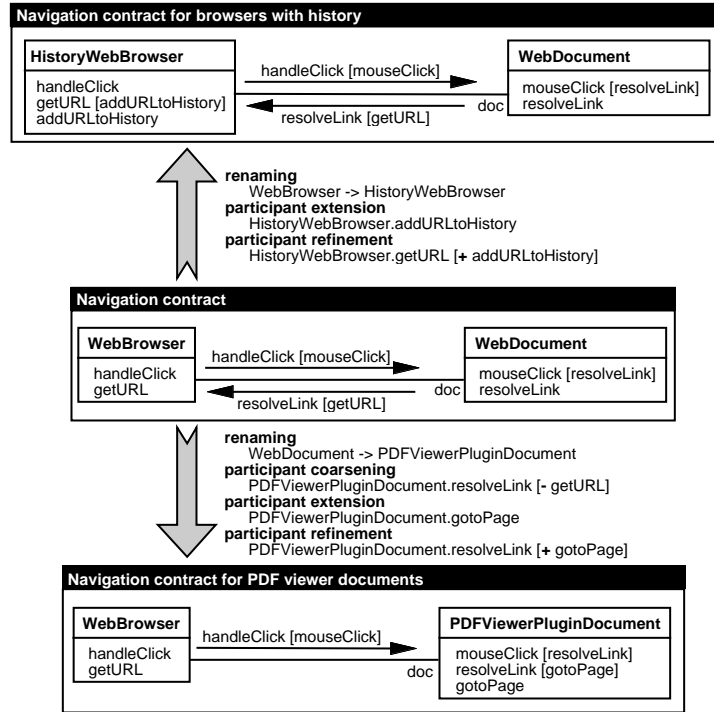 Navigation contract for browsers with history
HistoryWebBrowser
handleClick
getURL [addURLtoHistory]
addURLtoHistory
handleClick [mouseClick]
resolveLink [getURL]
doc
WebDocument
mouseClick [resolveLink]
resolveLink
renaming
WebBrowser -> HistoryWebBrowser
participant extension
HistoryWebBrowser.addURLtoHistory
participant refinement
HistoryWebBrowser.getURL [+ addURLtoHistory]
Navigation contract
WebBrowser
handleClick
getURL
handleClick [mouseClick]
resolveLink [getURL]
doc
WebDocument
mouseClick [resolveLink]
resolveLink
renaming
WebDocument -> PDFViewerPluginDocument
participant coarsening
PDFViewerPluginDocument.resolveLink [- getURL]
participant extension
PDFViewerPluginDocument.gotoPage
participant refinement
PDFViewerPluginDocument.resolveLink [+ gotoPage]
Navigation contract for PDF viewer documents
WebBrowser
handleClick
getURL
handleClick [mouseClick]
doc
PDFViewerPluginDocument
mouseClick [resolveLink]
resolveLink [gotoPage]
gotoPage